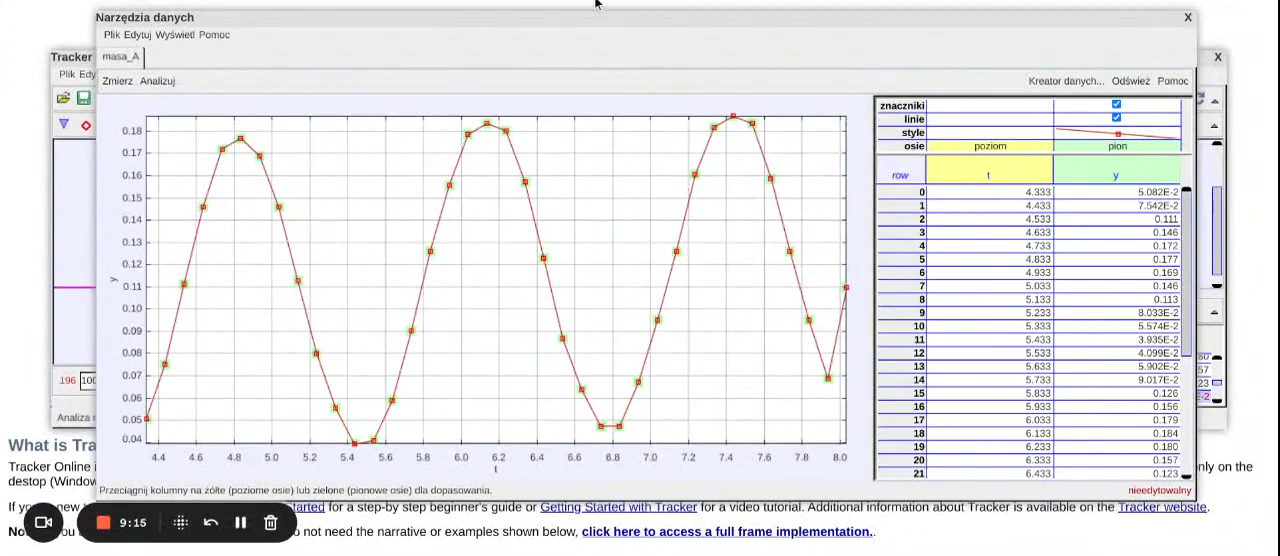 Narzędzia danych X
Plik Edytuj Wyświetl Pomoc
masa_A
Zmierz Analizuj Kreator danych... Odśwież Pomoc
Tracker X
Plik Edy
znaczniki
linie
style
osie poziom pion
row t y
0 4.333 5.082E-2
1 4.433 7.542E-2
2 4.533 0.111
3 4.633 0.146
4 4.733 0.172
5 4.833 0.177
6 4.933 0.169
7 5.033 0.146
8 5.133 0.113
9 5.233 8.033E-2
10 5.333 5.574E-2
11 5.433 3.935E-2
12 5.533 4.099E-2
13 5.633 5.902E-2
14 5.733 9.017E-2
15 5.833 0.126
16 5.933 0.156
17 6.033 0.179
18 6.133 0.184
19 6.233 0.180
20 6.333 0.157
21 6.433 0.123
0.18
0.17
0.16
0.15
0.14
0.13
0.12
0.11
0.10
0.09
0.08
0.07
0.06
0.05
0.04
y
4.4 4.6 4.8 5.0 5.2 5.4 5.6 5.8 6.0 6.2 6.4 6.6 6.8 7.0 7.2 7.4 7.6 7.8 8.0
t
Przeciągnij kolumny na żółte (poziome osie) lub zielone (pionowe osie) dla dopasowania. nieedytowalny
196 100
57
23
E-2
Analiza
What is Tra
Tracker Online only on the
destop (Window
If new Started for a step-by step beginner's guide or Getting Started with Tracker for a video tutorial. Additional information about Tracker is available on the Tracker website.
9:15
o not need the narrative or examples shown below, click here to access a full frame implementation..